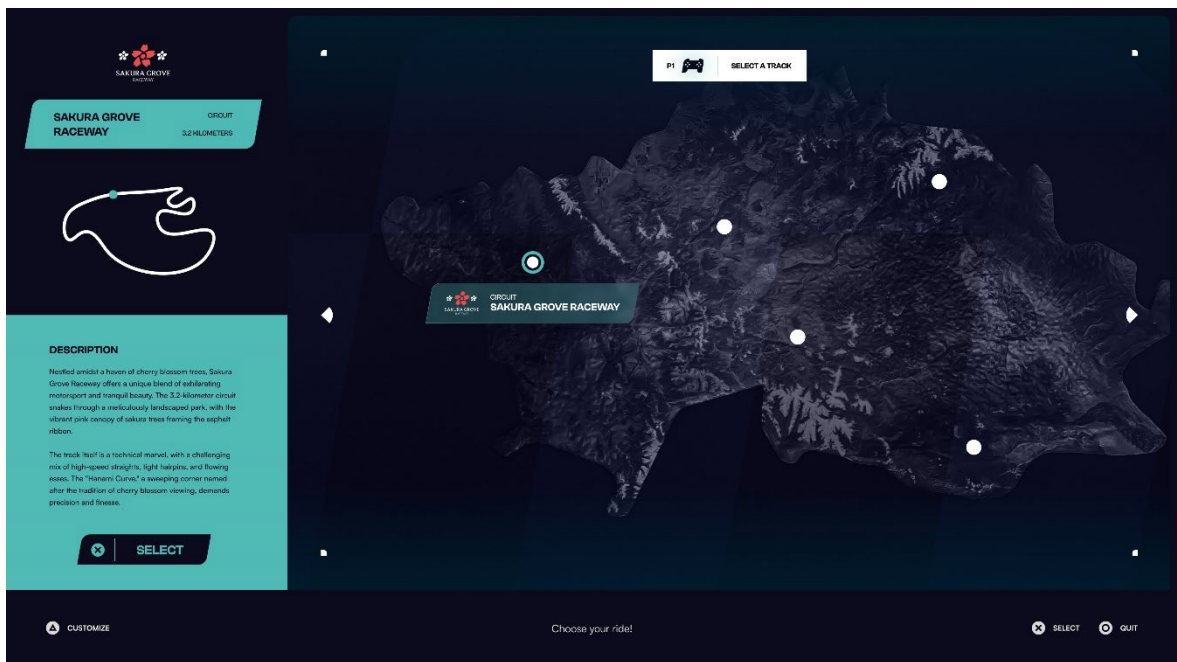 SAKURA GROVE
RACEWAY
SAKURA GROVE
RACEWAY
CIRCUIT
3.2 KILOMETERS
DESCRIPTION
Nestled amidst a haven of cherry blossom trees, Sakura
Grove Raceway offers a unique blend of exhilarating
motorsport and tranquil beauty. The 3.2-kilometer circuit
snakes through a meticulously landscaped park, with the
vibrant pink canopy of sakura trees framing the asphalt
ribbon.
The track itself is a technical marvel, with a challenging
mix of high-speed straights, tight hairpins, and flowing
esses. The "Hanami Curve," a sweeping corner named
after the tradition of cherry blossom viewing, demands
precision and finesse.
SELECT
P1
SELECT A TRACK
SAKURA GROVE
CIRCUIT
SAKURA GROVE RACEWAY
CUSTOMIZE
Choose your ride!
SELECT
QUIT